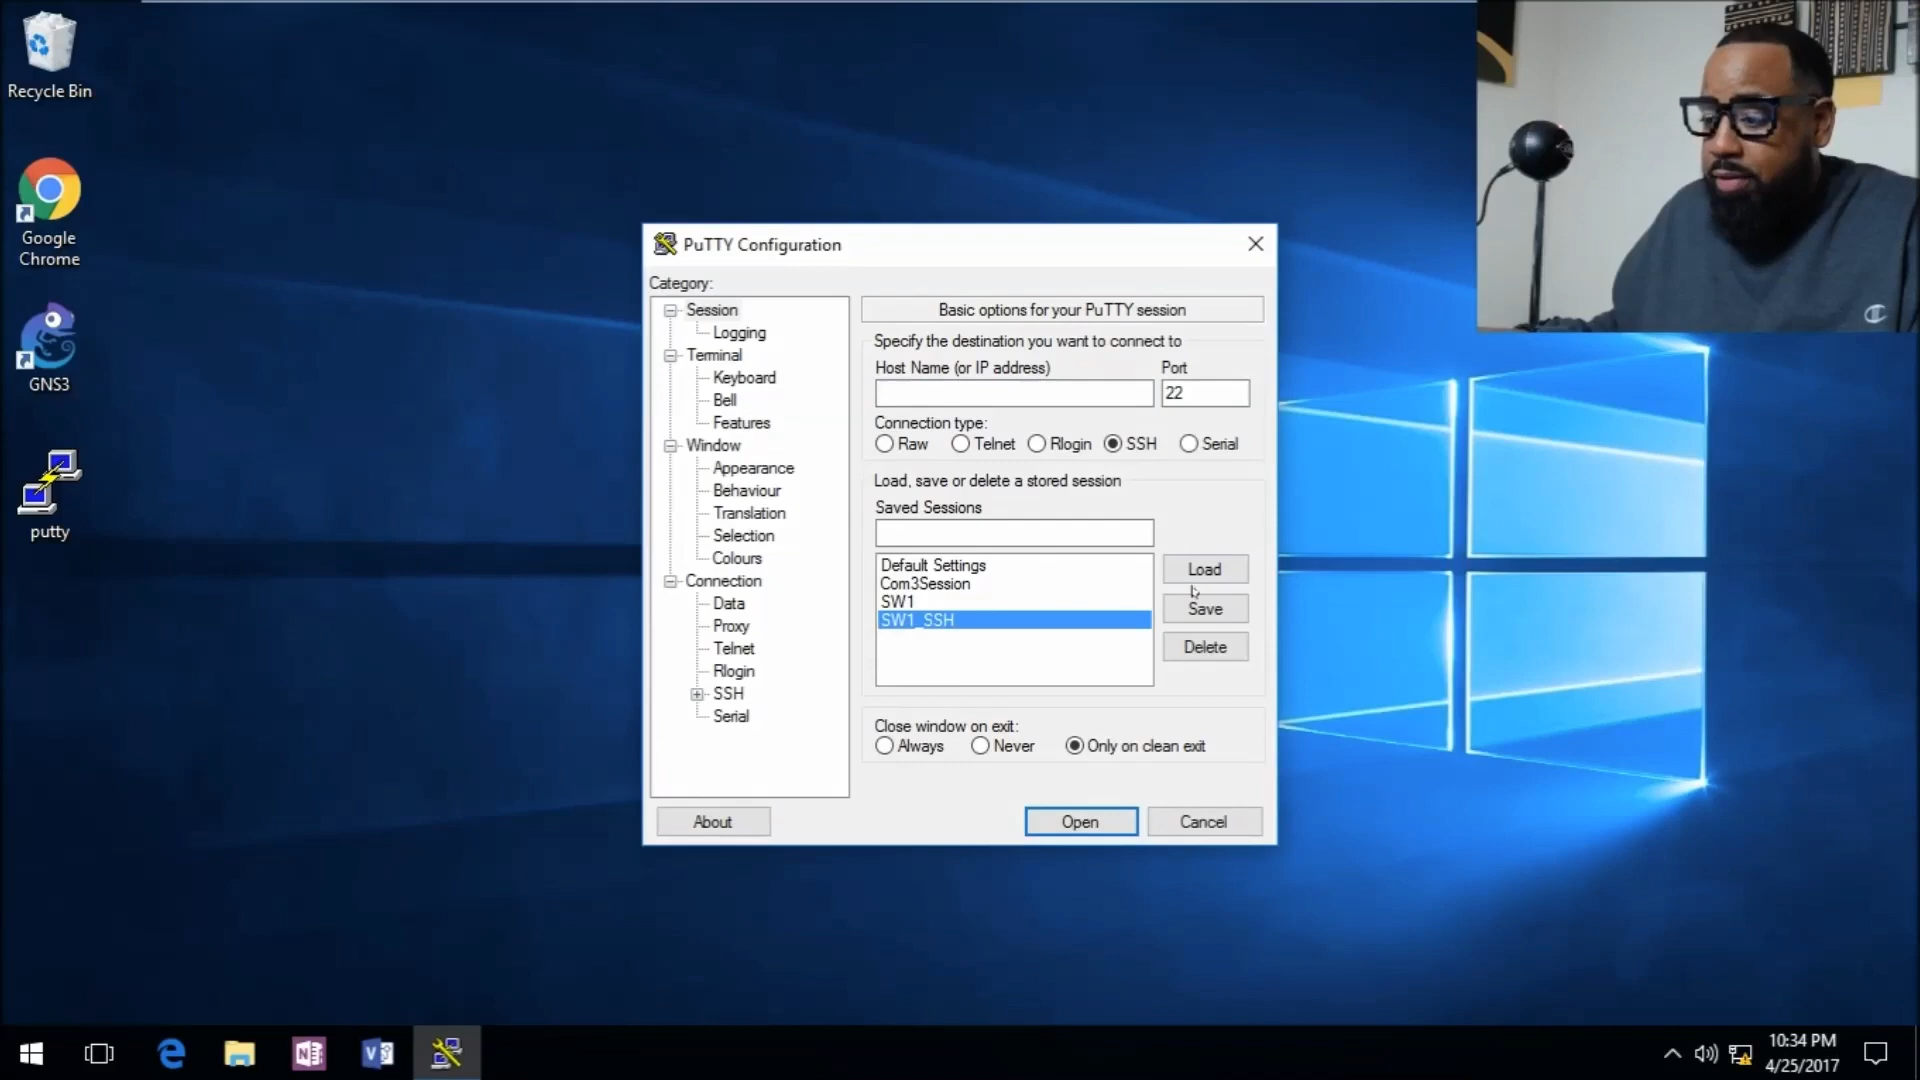 Recycle Bin
Google
Chrome
GNS3
putty
PuTTY Configuration
Category:
Session
Logging
Terminal
Keyboard
Bell
Features
Window
Appearance
Behaviour
Translation
Selection
Colours
Connection
Data
Proxy
Telnet
Rlogin
SSH
Serial
Basic options for your PuTTY session
Specify the destination you want to connect to
Host Name (or IP address)
Port
22
Connection type:
Raw Telnet Rlogin SSH Serial
Load, save or delete a stored session
Saved Sessions
Default Settings
Com3Session
SW1
SW1_SSH
Load
Save
Delete
Close window on exit:
Always Never Only on clean exit
About
Open
Cancel
10:34 PM
4/25/2017